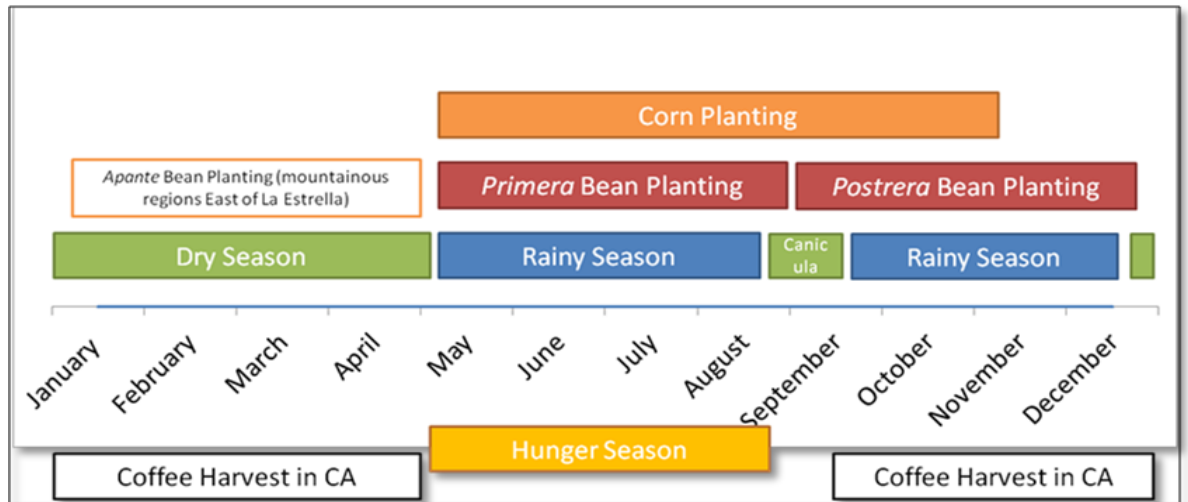 Corn Planting
Apante Bean Planting (mountainous
regions East of La Estrella)
Primera Bean Planting
Postrera Bean Planting
Dry Season
Rainy Season
Canic
ula
Rainy Season
January
February
March
April
May
June
July
August
September
October
November
December
Hunger Season
Coffee Harvest in CA
Coffee Harvest in CA